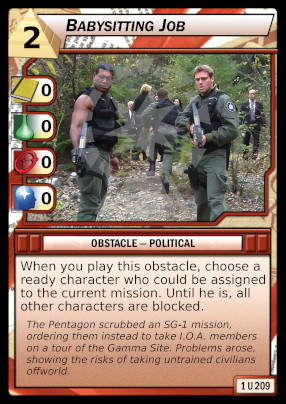 BABYSITTING JOB
2
0
0
0
0
OBSTACLE – POLITICAL
When you play this obstacle, choose a
ready character who could be assigned
to the current mission. Until he is, all
other characters are blocked.
The Pentagon scrubbed an SG-1 mission,
ordering them instead to take I.O.A. members
on a tour of the Gamma Site. Problems arose,
showing the risks of taking untrained civilians
offworld.
1 U 209